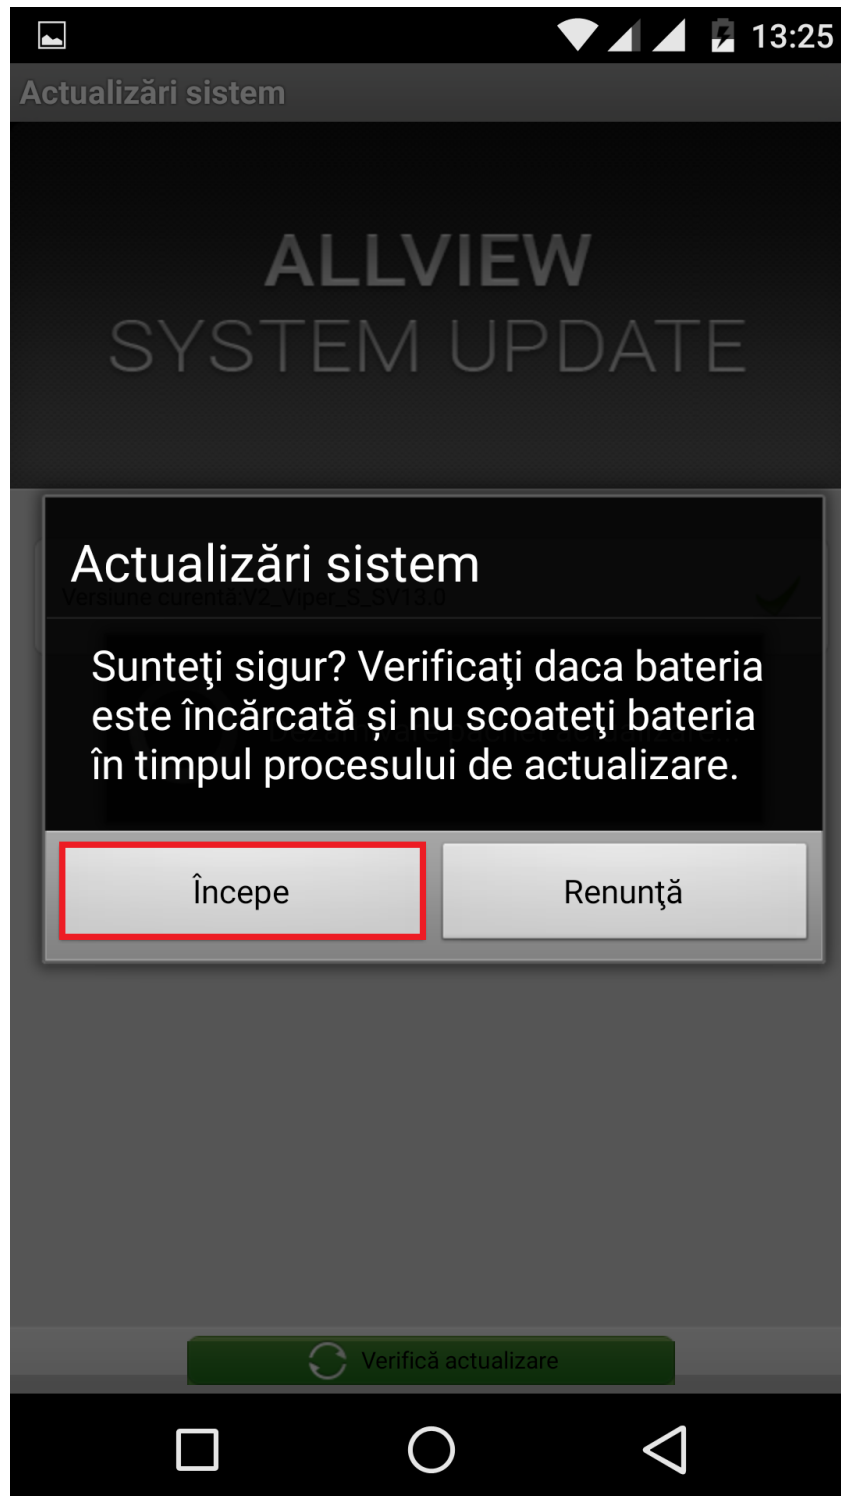 13:25
Actualizări sistem
ALLVIEW
SYSTEM UPDATE
Actualizări sistem
Versiune curentă:V2_Viper_S_SV13.0
Sunteţi sigur? Verificaţi daca bateria
este încărcată și nu scoateţi bateria
în timpul procesului de actualizare.
Începe
Renunţă
Verifică actualizare